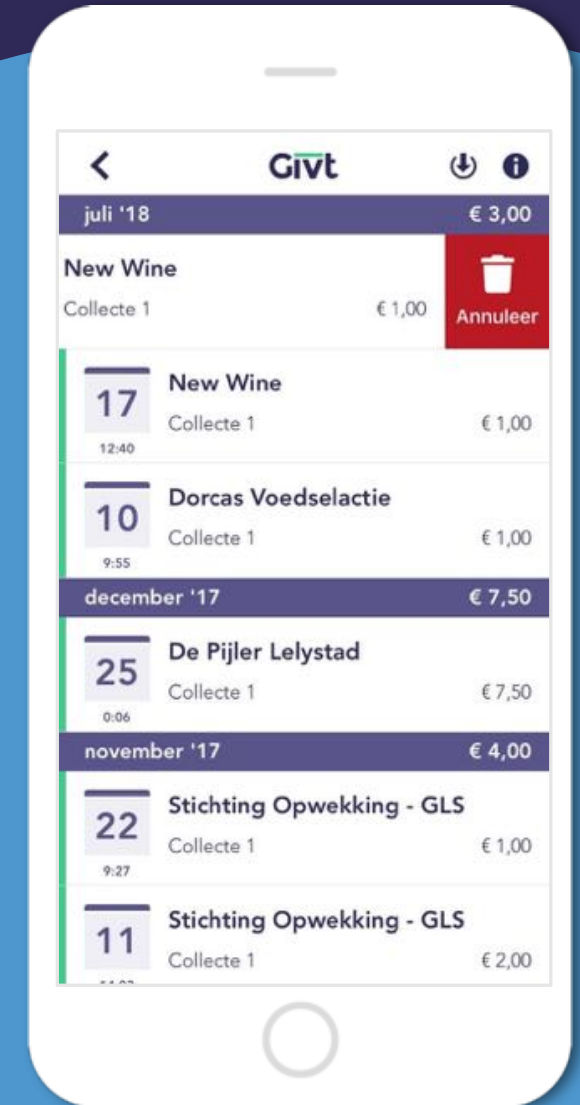 Givt
juli '18 € 3,00
New Wine
Collecte 1 € 1,00
Annuleer
17
12:40
New Wine
Collecte 1 € 1,00
10
9:55
Dorcas Voedselactie
Collecte 1 € 1,00
december '17 € 7,50
25
0:06
De Pijler Lelystad
Collecte 1 € 7,50
november '17 € 4,00
22
9:27
Stichting Opwekking - GLS
Collecte 1 € 1,00
11
Stichting Opwekking - GLS
Collecte 1 € 2,00